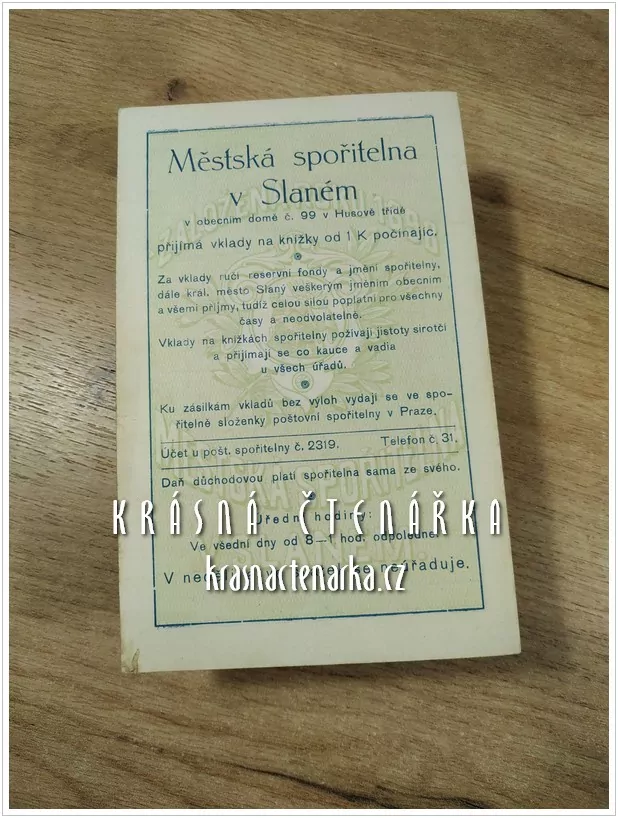 Městská spořitelna
v Slaném
v obecním domě č. 99 v Husově třídě
přijímá vklady na knížky od 1 K počínajíc.
Za vklady ručí reservní fondy a jmění spořitelny,
dále král. město Slaný veškerým jměním obecním
a všemi příjmy, tudíž celou silou poplatní pro všechny
časy a neodvolatelně.
Vklady na knížkách spořitelny požívají jistoty sirotčí
a přijímají se co kauce a vadia
u všech úřadů.
Ku zásilkám vkladů bez výloh vydají se ve spo-
řitelně složenky poštovní spořitelny v Praze.
Účet u pošt. spořitelny č. 2319. Telefon č. 31.
Daň důchodovou platí spořitelna sama ze svého.
KRÁSNÁ ČTENÁŘKA
Úřední hodiny:
Ve všední dny od 8—1 hod. odpoledne.
V se neúřaduje.
krasnactenarka.cz